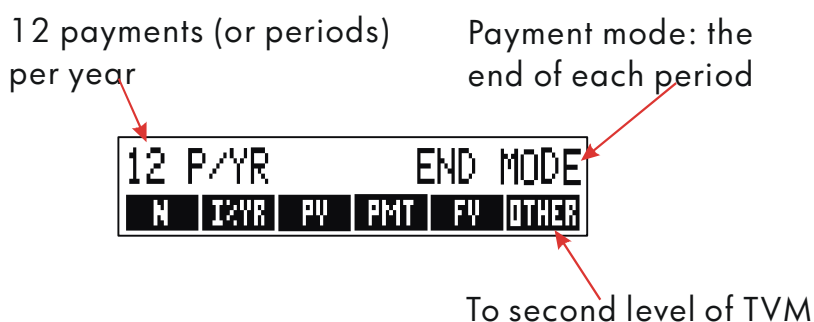 12 payments (or periods)
per year
Payment mode: the
end of each period
12 P/YR END MODE
N I%YR PV PMT FV OTHER
To second level of TVM